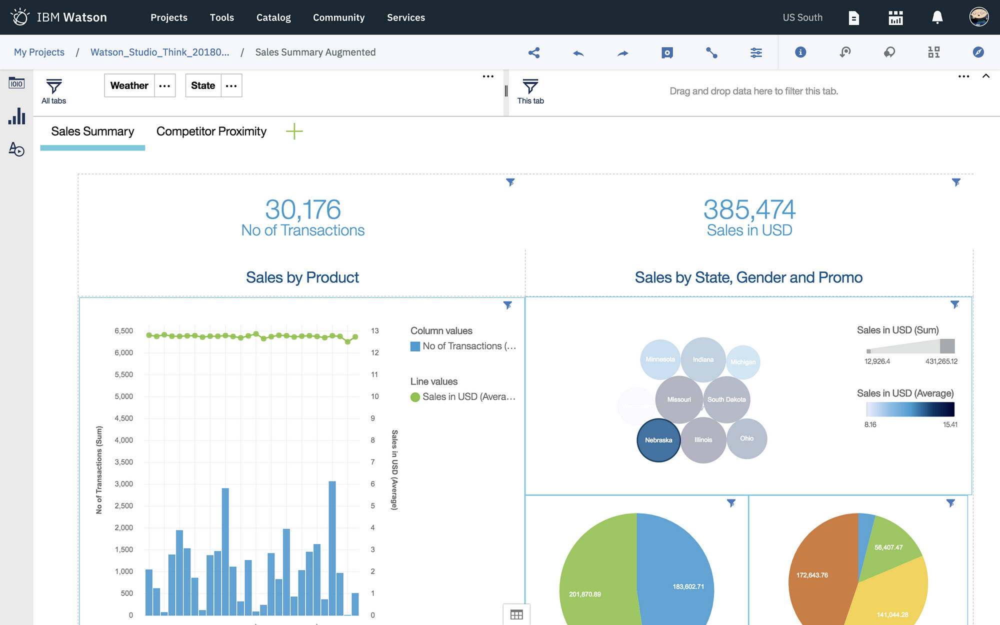 IBM Watson
Projects
Tools
Catalog
Community
Services
US South
My Projects / Watson_Studio_Think_20180... / Sales Summary Augmented
All tabs
Weather ...
State ...
This tab
Drag and drop data here to filter this tab.
Sales Summary
Competitor Proximity
30,176
No of Transactions
385,474
Sales in USD
Sales by Product
Sales by State, Gender and Promo
6,500
6,000
5,500
5,000
4,500
4,000
3,500
3,000
2,500
2,000
1,500
1,000
500
0
No of Transactions (Sum)
13
12
11
10
9
8
7
6
5
4
3
2
1
0
Sales in USD (Average)
Column values
No of Transactions (...
Line values
Sales in USD (Avera...
Minnesota
Indiana
Michigan
Missouri
South Dakota
Nebraska
Illinois
Ohio
Sales in USD (Sum)
12,926.4
431,265.12
Sales in USD (Average)
8.16
15.41
201,870.89
183,602.71
172,643.76
56,407.47
141,044.28